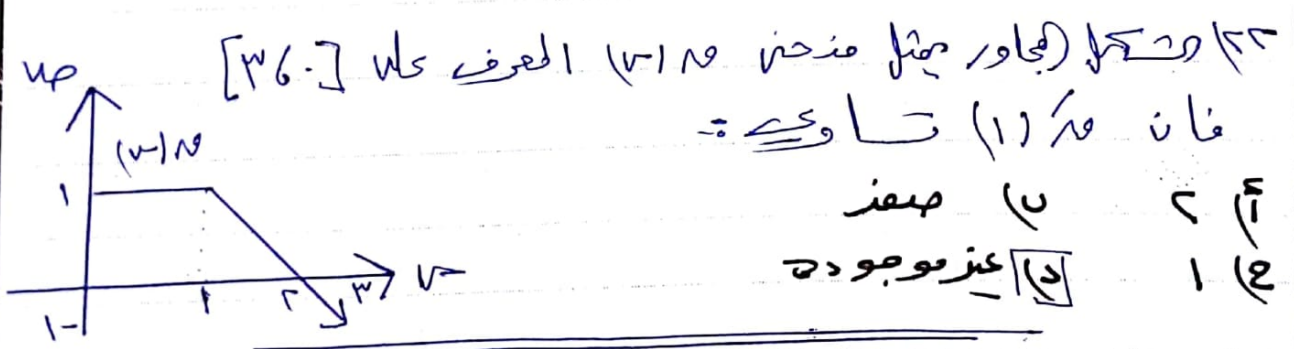 ٢٢) الشكل المجاور يمثل منحنى ق(س) المعرف على [٠، ٣]
فان قَ(١) تساوي :-
أ) ٢ ب) صفر
ج) ١ د) غير موجودة
ص
ق(س)
١
١ ٢ ٣ س
-١